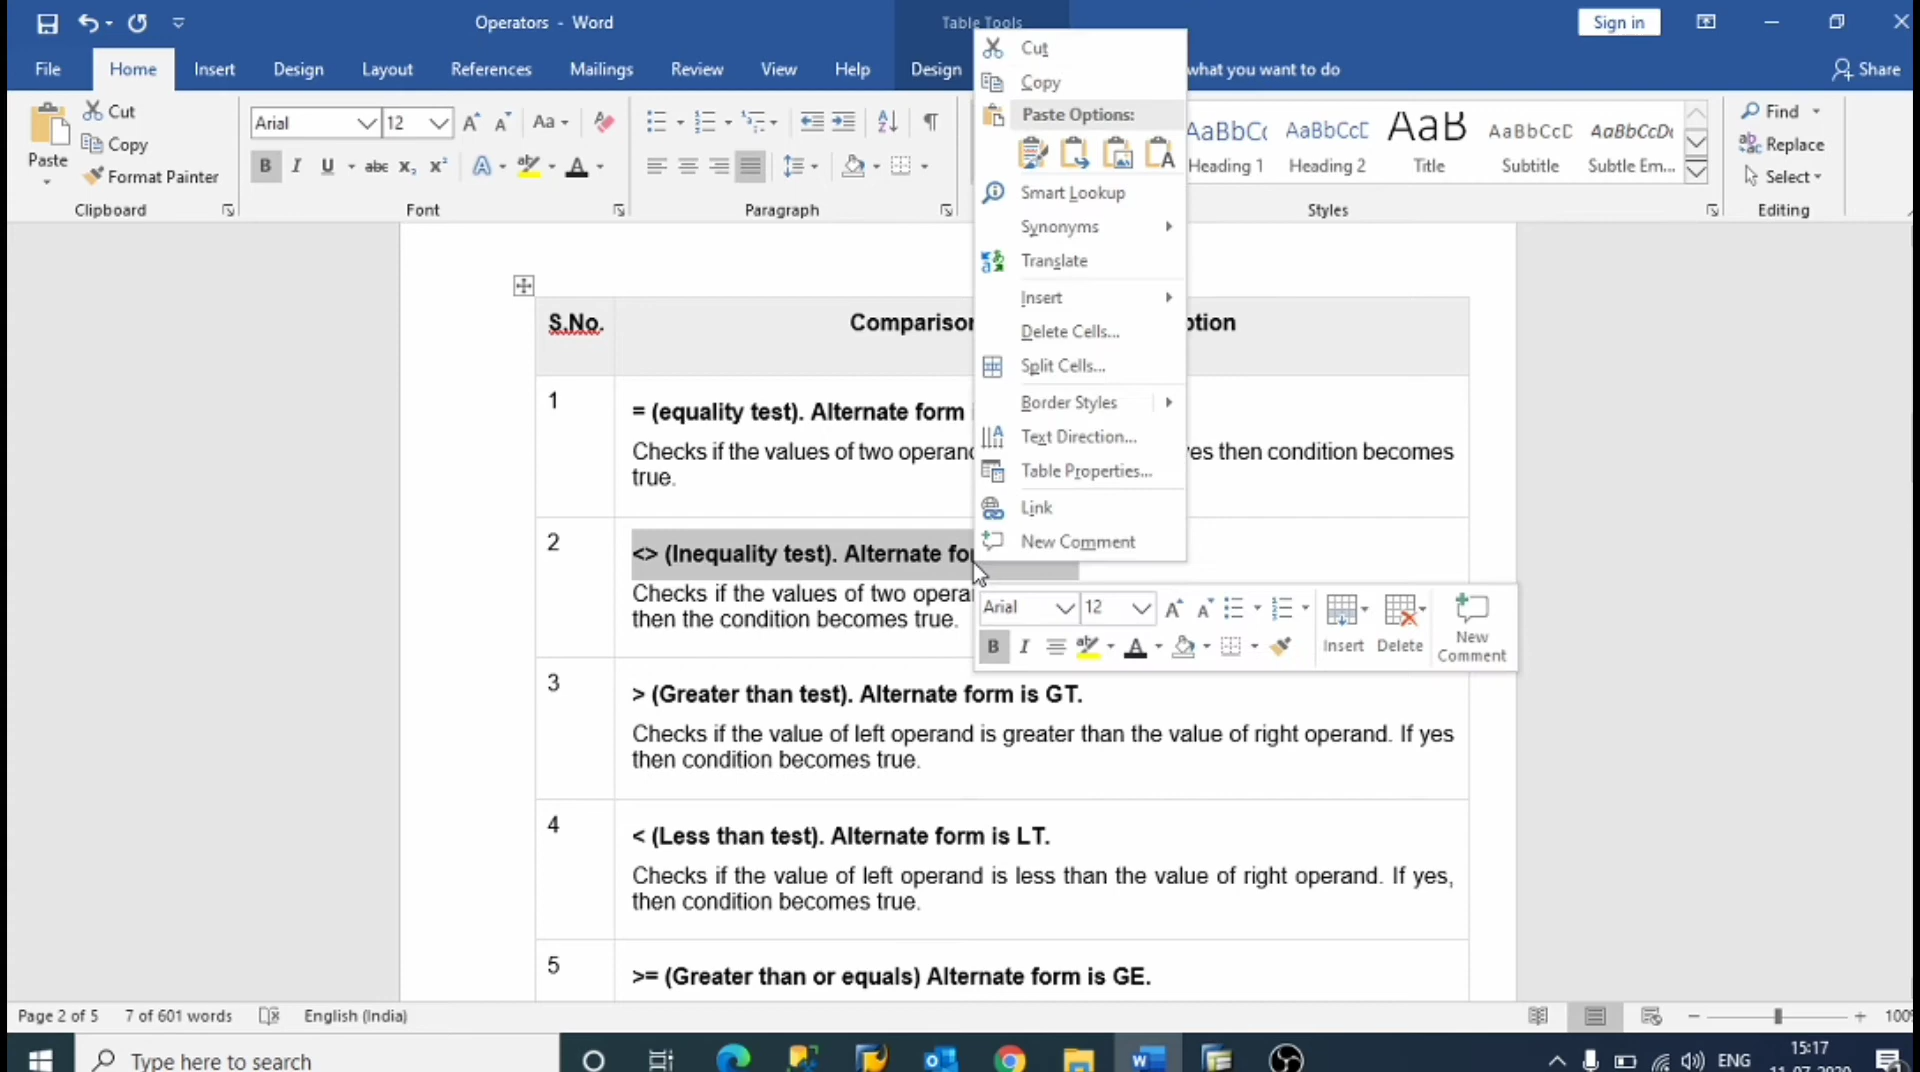 Operators - Word
Table Tools
Sign in
File
Home
Insert
Design
Layout
References
Mailings
Review
View
Help
Design
what you want to do
Share
Paste
Cut
Copy
Format Painter
Clipboard
Arial
12
Aa
B I U abc x₂ x²
Font
Paragraph
AaBbC
Heading 1
AaBbCcD
Heading 2
AaB
Title
AaBbCcD
Subtitle
AaBbCcDt
Subtle Em...
Styles
Find
Replace
Select
Editing
Cut
Copy
Paste Options:
Smart Lookup
Synonyms
Translate
Insert
Delete Cells...
Split Cells...
Border Styles
Text Direction...
Table Properties...
Link
New Comment
Arial
12
B I
Insert
Delete
New
Comment
S.No.
1
= (equality test). Alternate form
Checks if the values of two
then condition becomes
true.
2
<> (Inequality test). Alternate
Checks if the values of two
then the condition becomes true.
3
> (Greater than test). Alternate form is GT.
Checks if the value of left operand is greater than the value of right operand. If yes
then condition becomes true.
4
< (Less than test). Alternate form is LT.
Checks if the value of left operand is less than the value of right operand. If yes,
then condition becomes true.
5
>= (Greater than or equals) Alternate form is GE.
Page 2 of 5
7 of 601 words
English (India)
Type here to search
ENG
15:17